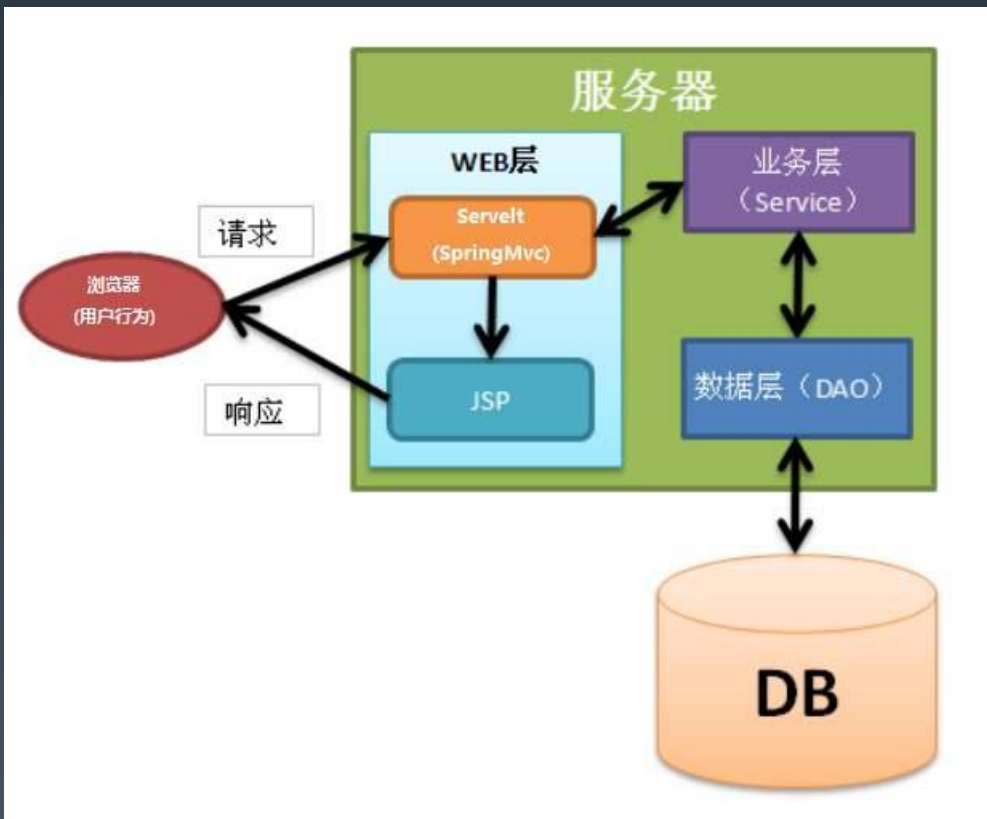 服务器
WEB层
Servelt
(SpringMvc)
JSP
业务层
（Service）
数据层（DAO）
请求
浏览器
(用户行为)
响应
DB